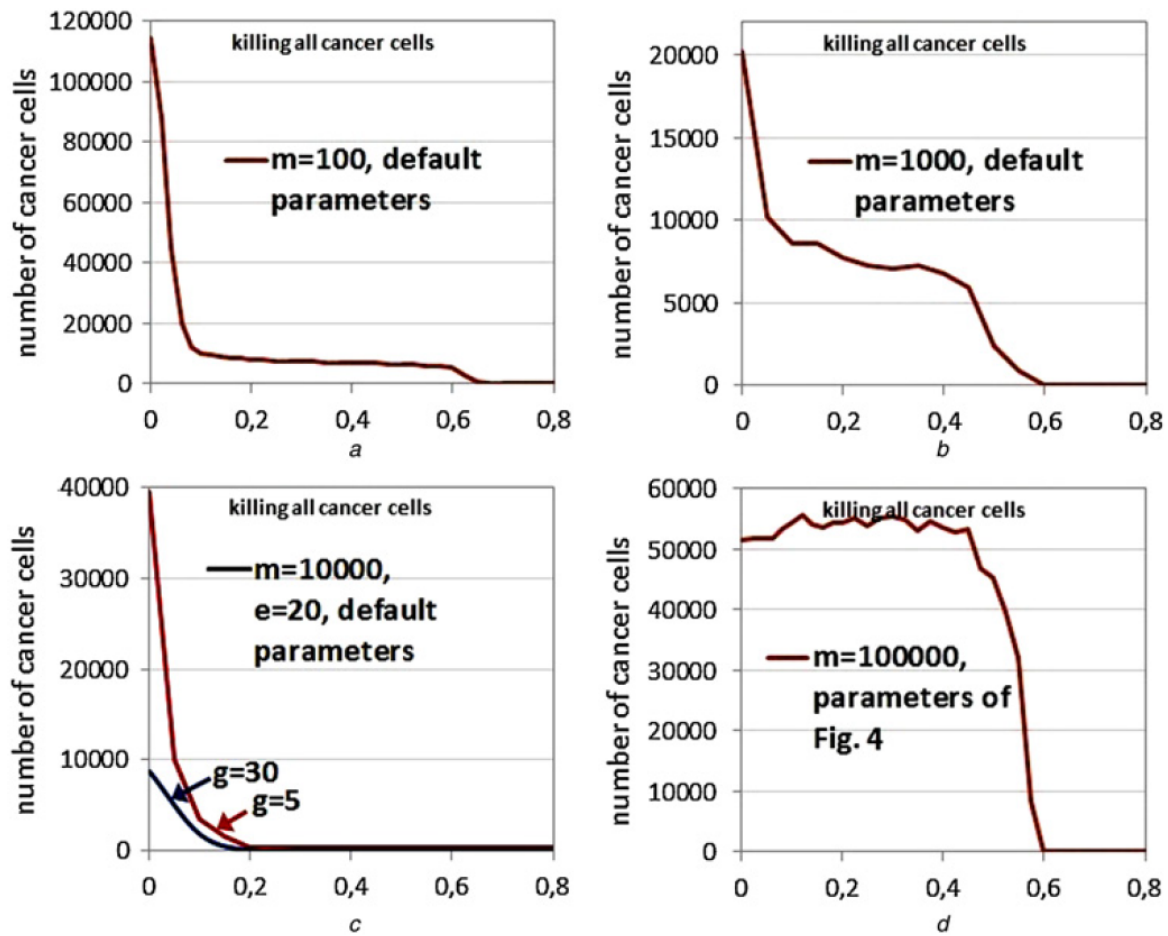 killing all cancer cells
number of cancer cells
120000
100000
80000
60000
40000
20000
0
m=100, default
parameters
0 0,2 0,4 0,6 0,8
a
killing all cancer cells
number of cancer cells
20000
15000
10000
5000
0
m=1000, default
parameters
0 0,2 0,4 0,6 0,8
b
killing all cancer cells
number of cancer cells
40000
30000
20000
10000
0
m=10000,
e=20, default
parameters
g=30
g=5
0 0,2 0,4 0,6 0,8
c
killing all cancer cells
number of cancer cells
60000
50000
40000
30000
20000
10000
0
m=100000,
parameters of
Fig. 4
0 0,2 0,4 0,6 0,8
d